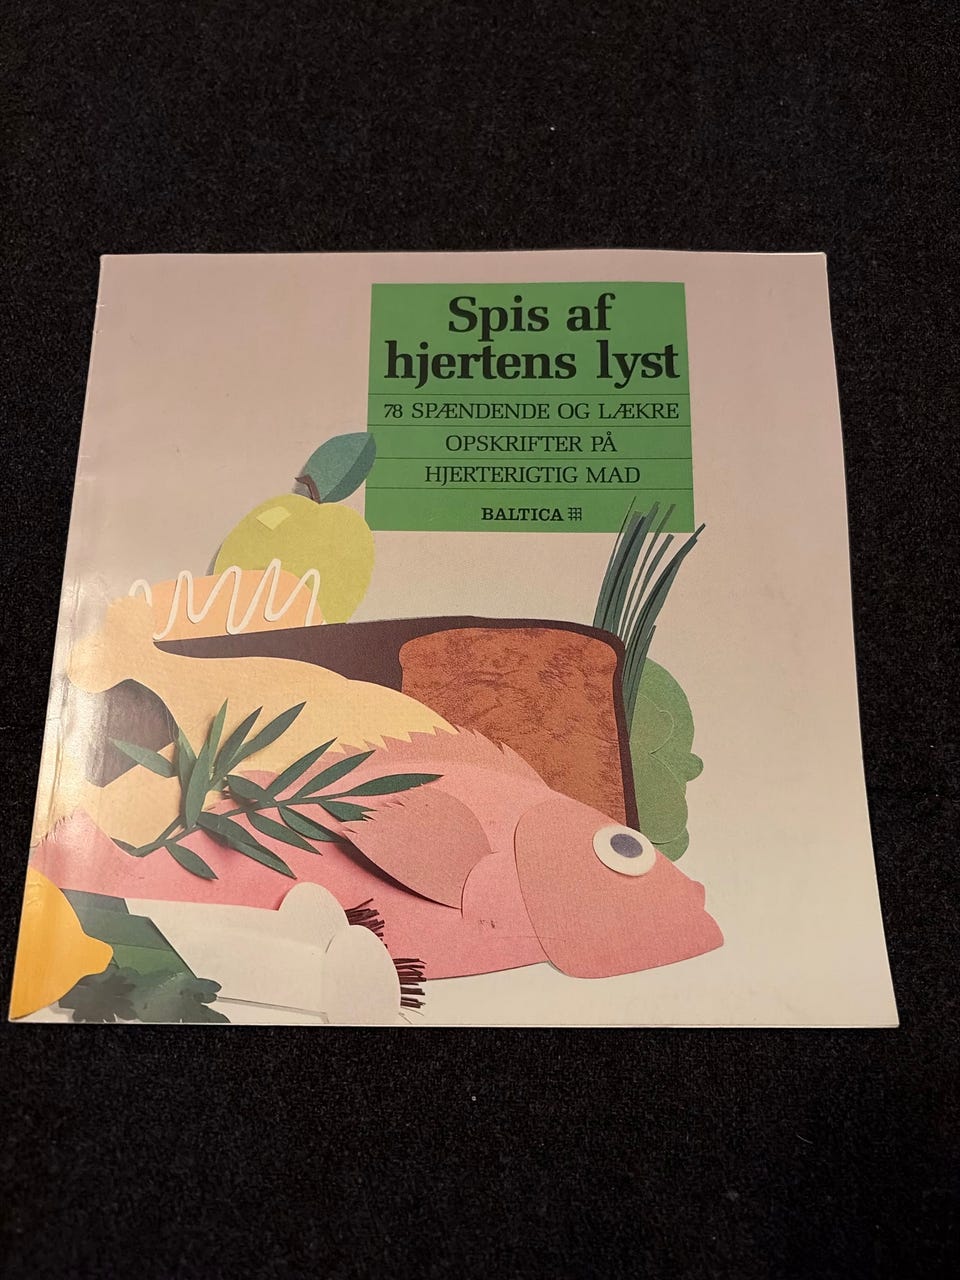 Spis af
hjertens lyst
78 SPÆNDENDE OG LÆKRE
OPSKRIFTER PÅ
HJERTERIGTIG MAD
BALTICA